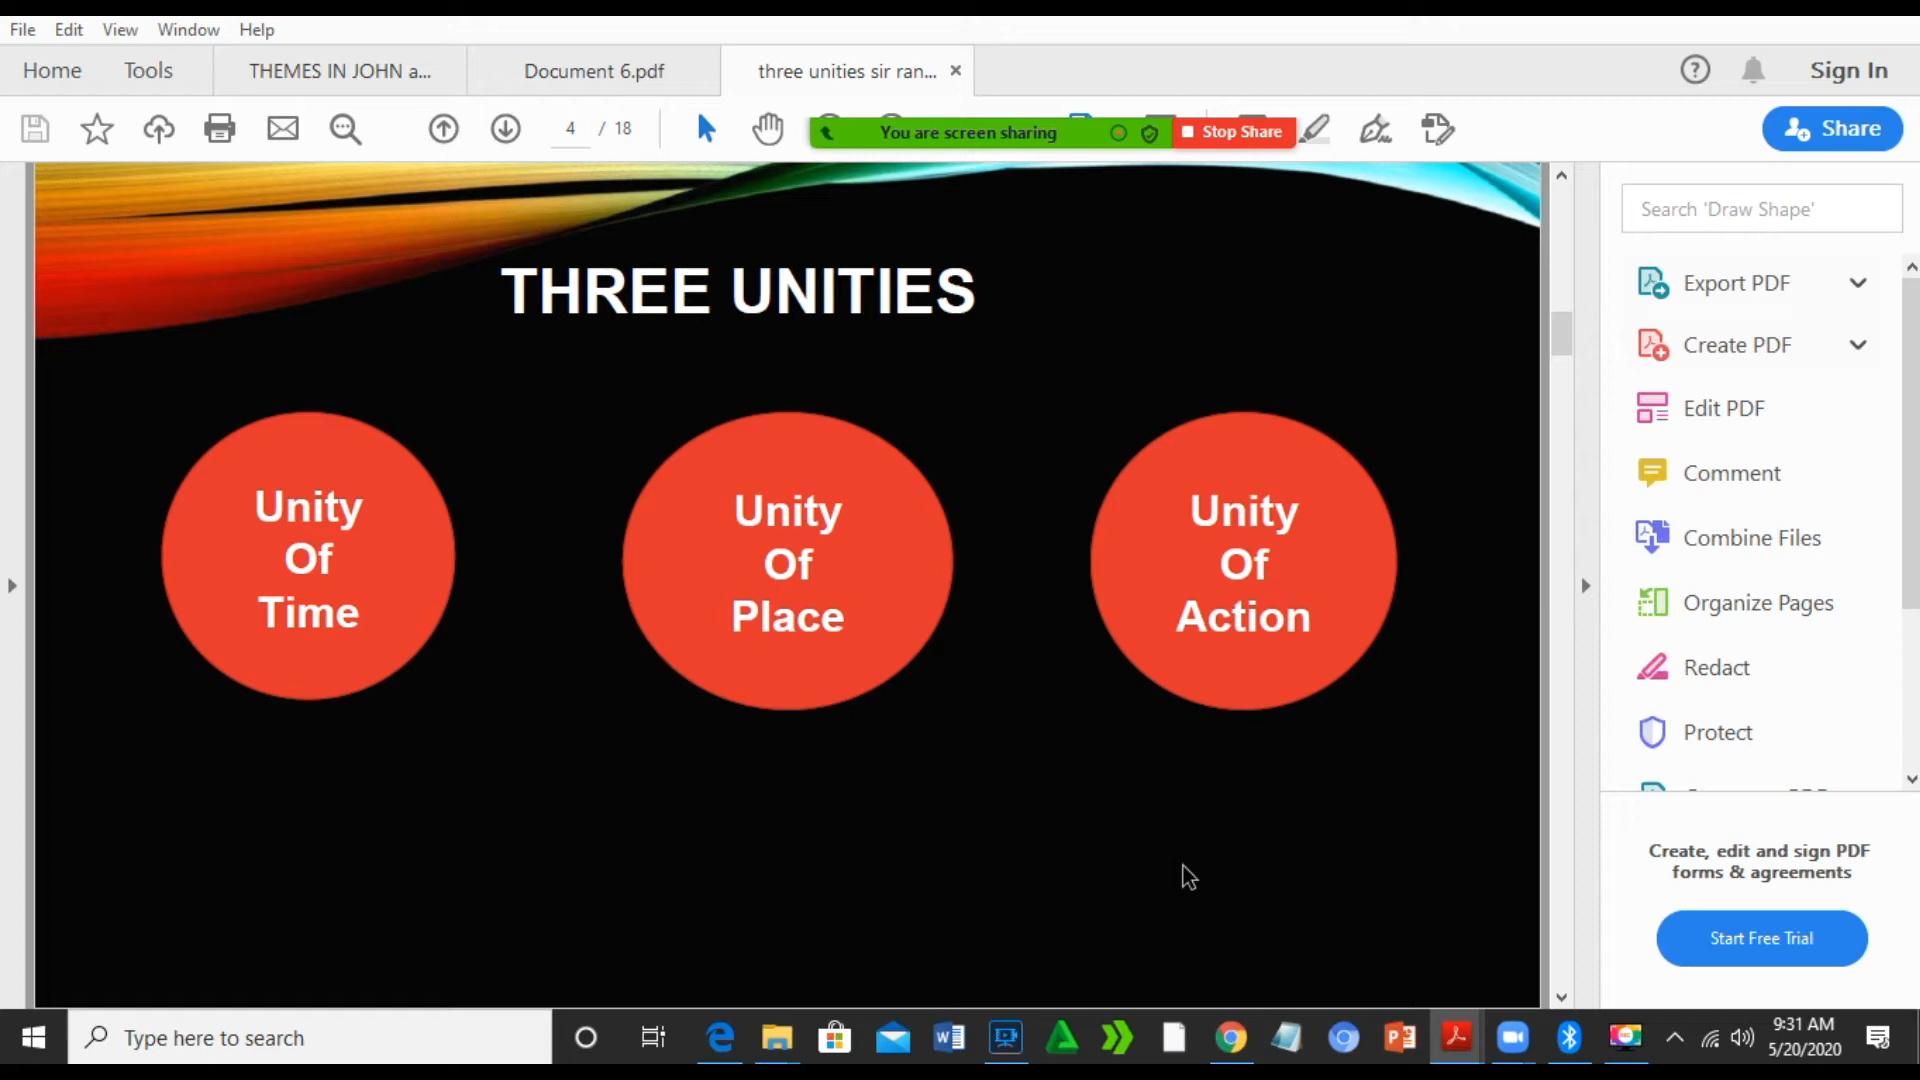 File Edit View Window Help
Home Tools THEMES IN JOHN a... Document 6.pdf three unities sir ran... Sign In
4 / 18 You are screen sharing Stop Share Share
THREE UNITIES
Unity
Of
Time
Unity
Of
Place
Unity
Of
Action
Search 'Draw Shape'
Export PDF
Create PDF
Edit PDF
Comment
Combine Files
Organize Pages
Redact
Protect
Create, edit and sign PDF
forms & agreements
Start Free Trial
Type here to search
9:31 AM
5/20/2020